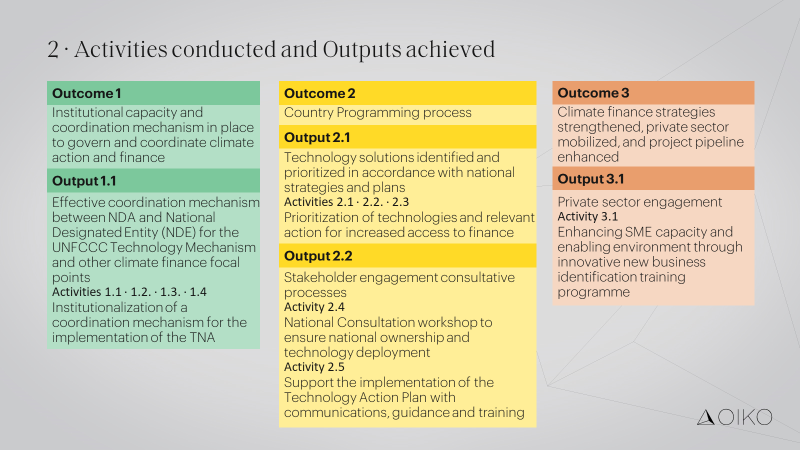 2 · Activities conducted and Outputs achieved
Outcome 1
Institutional capacity and
coordination mechanism in place
to govern and coordinate climate
action and finance
Output 1.1
Effective coordination mechanism
between NDA and National
Designated Entity (NDE) for the
UNFCCC Technology Mechanism
and other climate finance focal
points
Activities 1.1 · 1.2. · 1.3. · 1.4
Institutionalization of a
coordination mechanism for the
implementation of the TNA
Outcome 2
Country Programming process
Output 2.1
Technology solutions identified and
prioritized in accordance with national
strategies and plans
Activities 2.1 · 2.2. · 2.3
Prioritization of technologies and relevant
action for increased access to finance
Output 2.2
Stakeholder engagement consultative
processes
Activity 2.4
National Consultation workshop to
ensure national ownership and
technology deployment
Activity 2.5
Support the implementation of the
Technology Action Plan with
communications, guidance and training
Outcome 3
Climate finance strategies
strengthened, private sector
mobilized, and project pipeline
enhanced
Output 3.1
Private sector engagement
Activity 3.1
Enhancing SME capacity and
enabling environment through
innovative new business
identification training
programme
OIKO